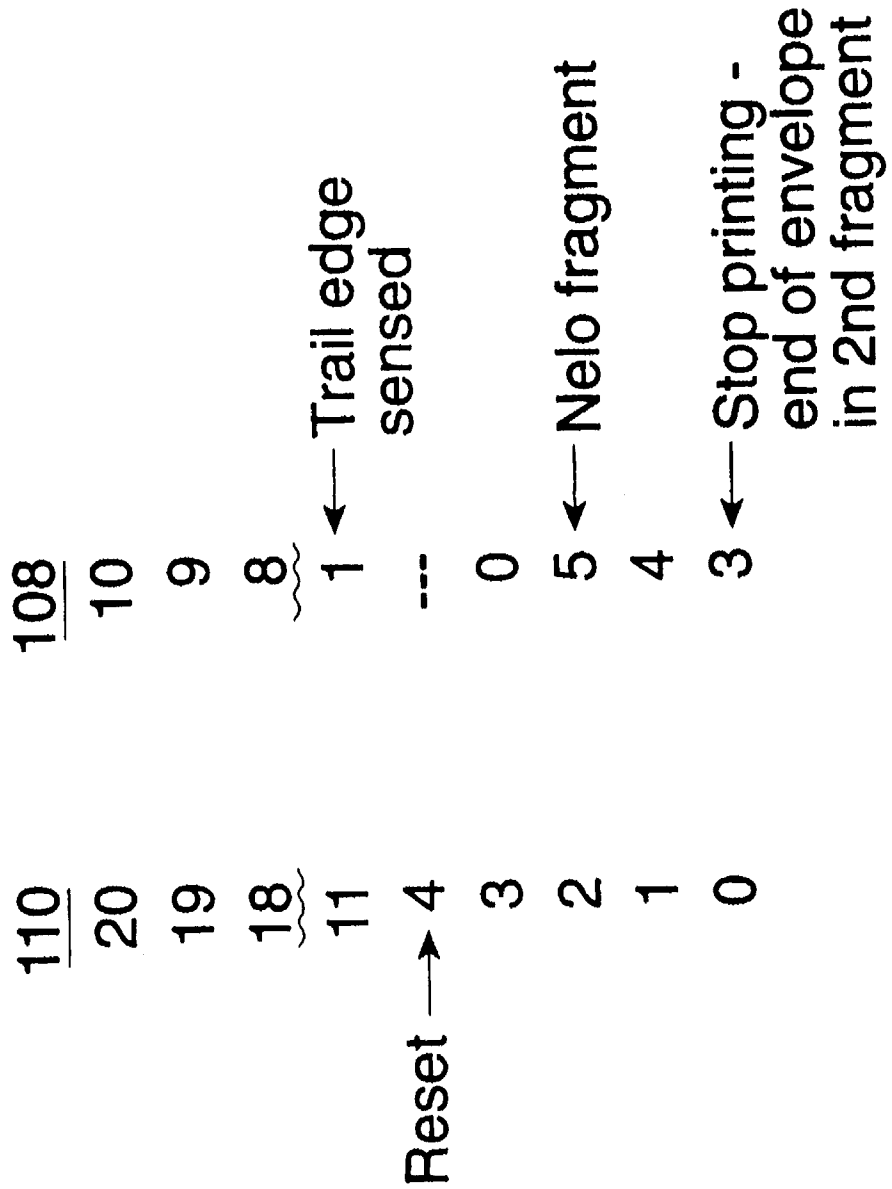 110 108
20 10
19 9
18 8
11 1 Trail edge
sensed
Reset 4 ---
3 0
2 5 Nelo fragment
1 4
0 3 Stop printing -
end of envelope
in 2nd fragment